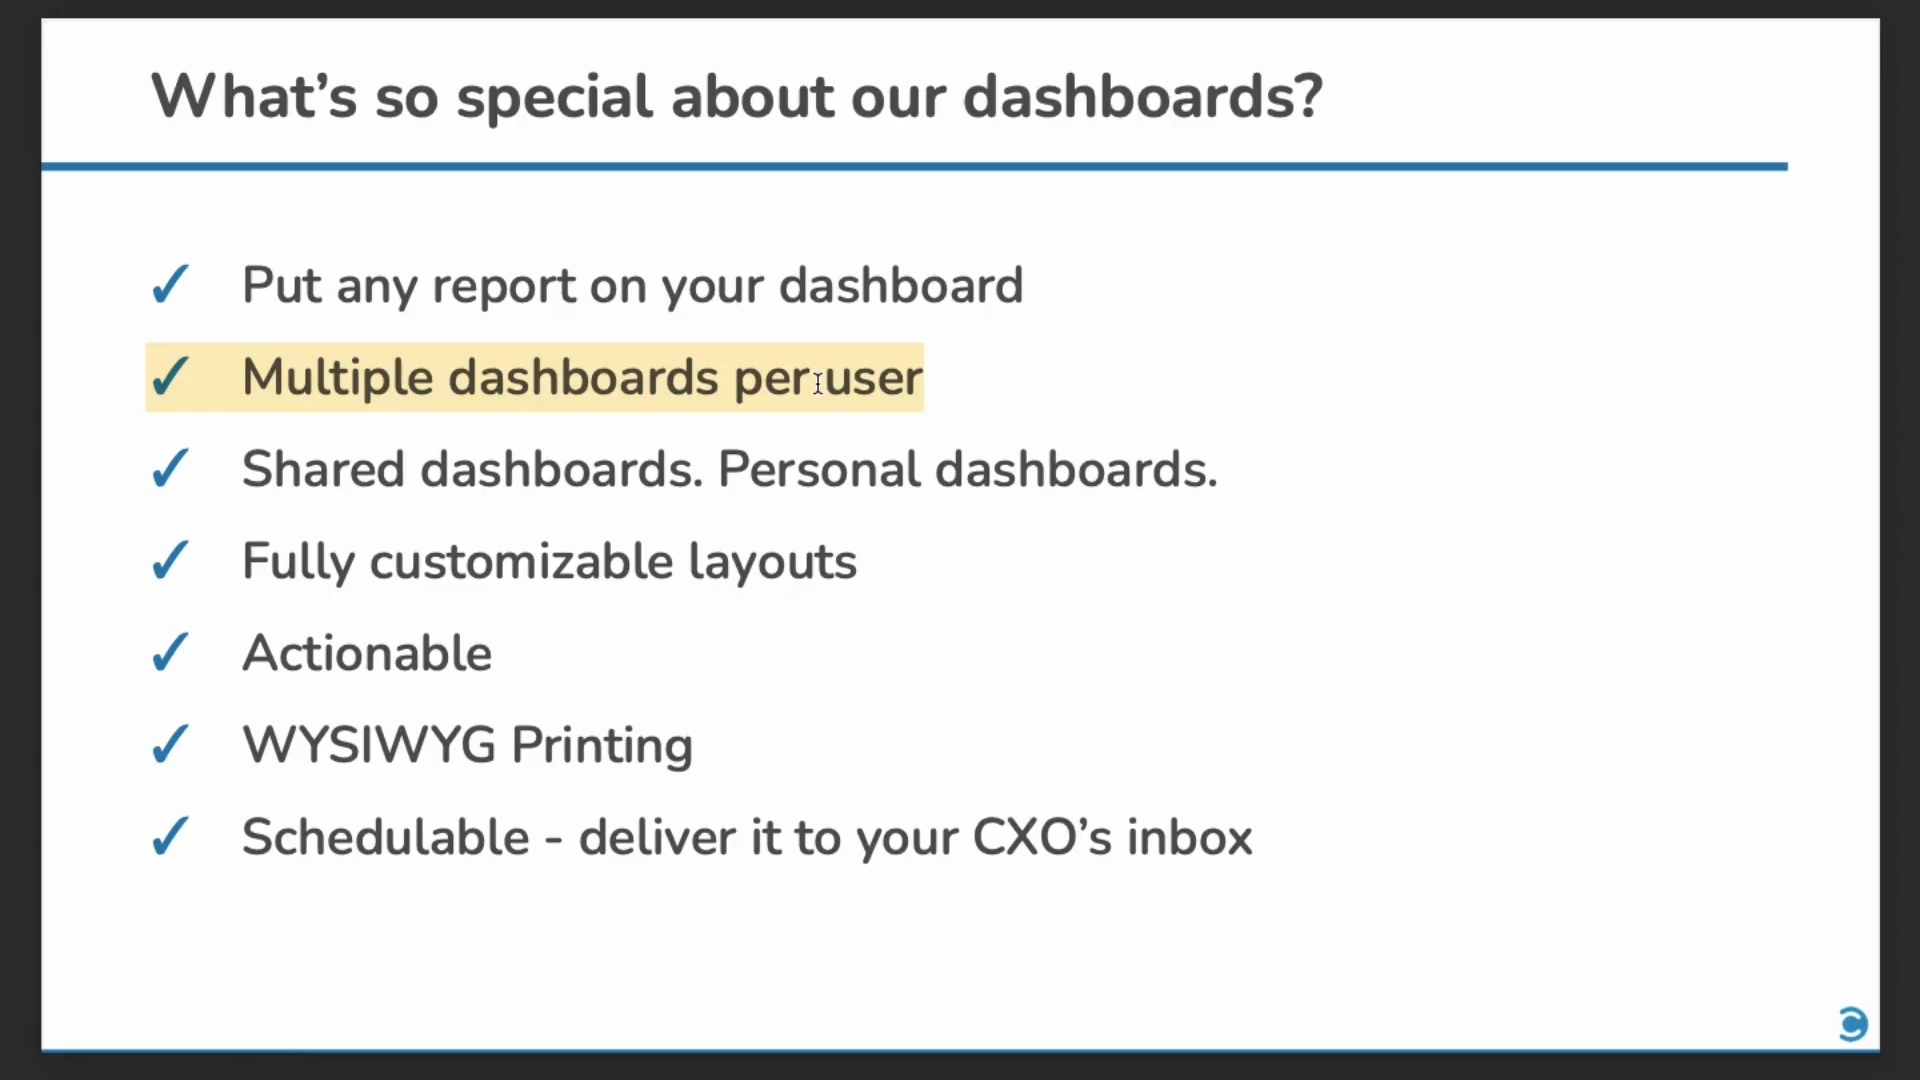 What’s so special about our dashboards?
✓ Put any report on your dashboard
✓ Multiple dashboards per user
✓ Shared dashboards. Personal dashboards.
✓ Fully customizable layouts
✓ Actionable
✓ WYSIWYG Printing
✓ Schedulable - deliver it to your CXO’s inbox